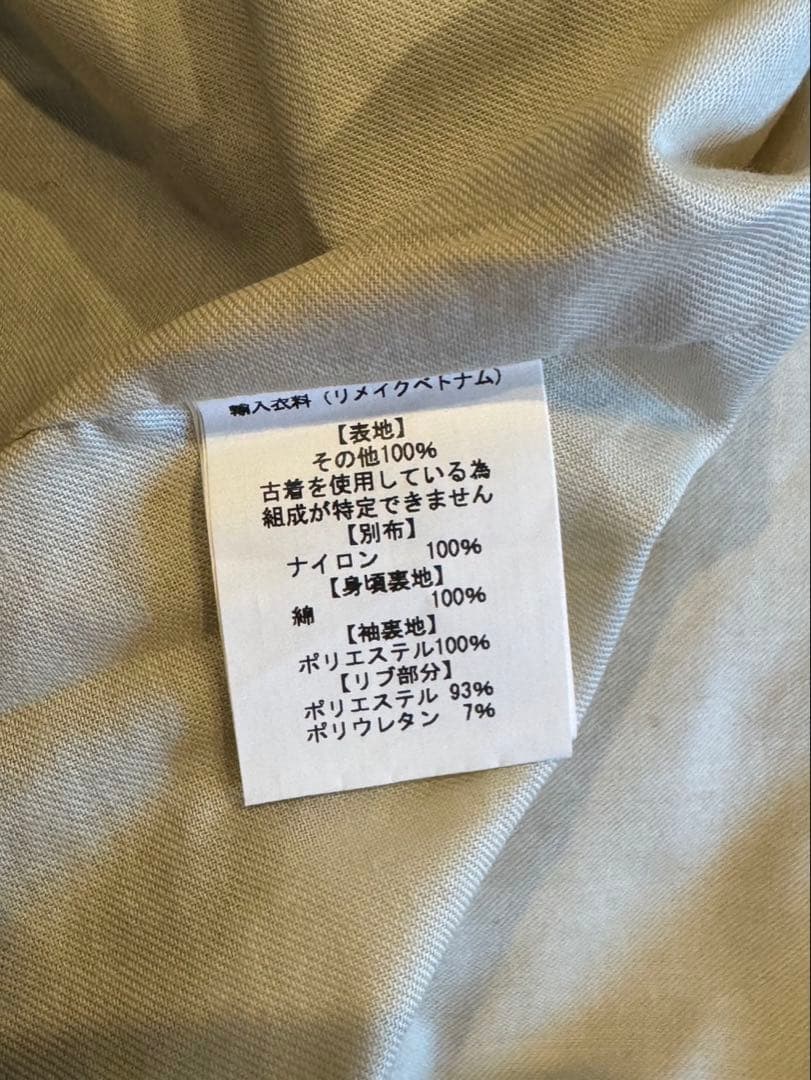 輸入衣料（リメイクベトナム）
【表地】
その他100%
古着を使用している為
組成が特定できません
【別布】
ナイロン 100%
【身頃裏地】
綿 100%
【袖裏地】
ポリエステル100%
【リブ部分】
ポリエステル 93%
ポリウレタン 7%